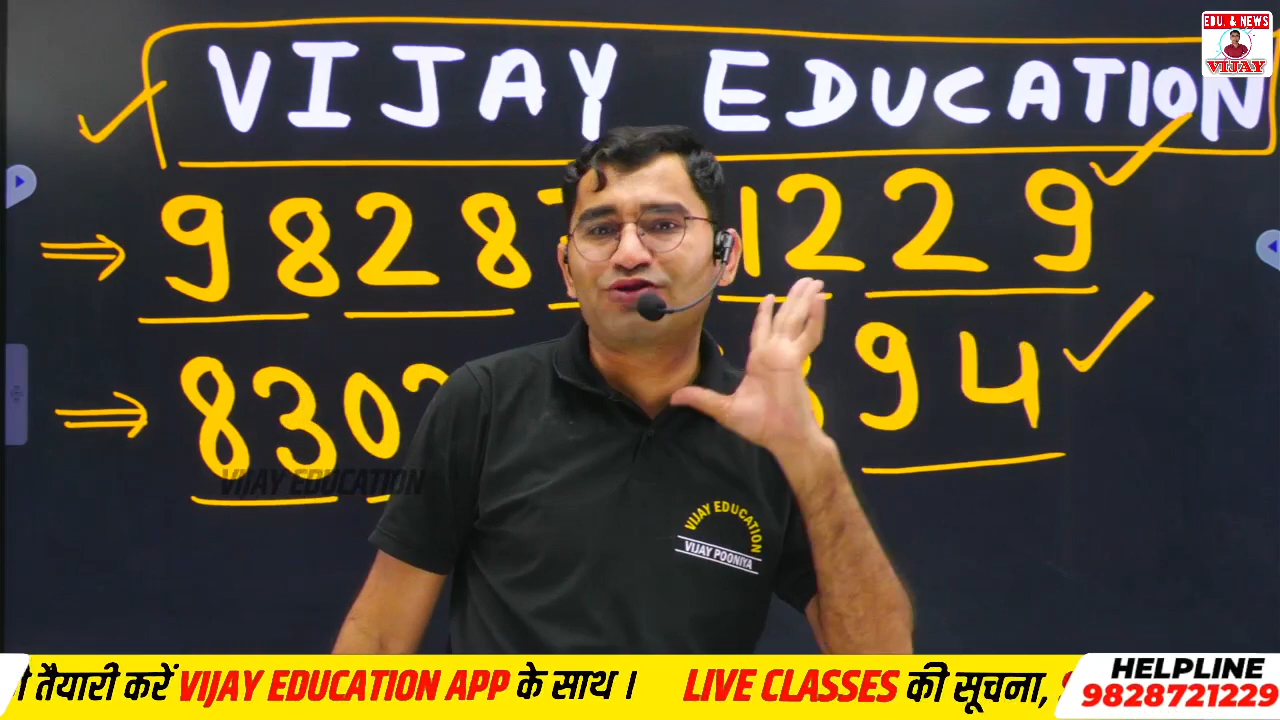 EDU. & NEWS
VIJAY
VIJAY EDUCATION
⇒ 9828 1229
⇒ 830 94
VIJAY EDUCATION
VIJAY EDUCATION
VIJAY POONIYA
तैयारी करें VIJAY EDUCATION APP के साथ । LIVE CLASSES की सूचना,
HELPLINE
9828721229